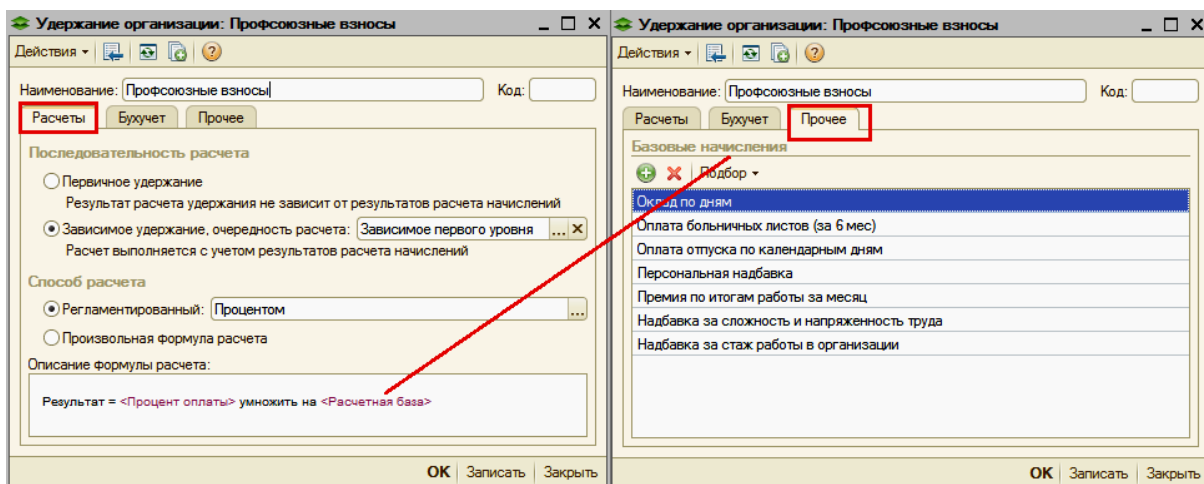 Удержание организации: Профсоюзные взносы
Действия
Наименование: Профсоюзные взносы Код:
Расчеты Бухучет Прочее
Последовательность расчета
Первичное удержание
Результат расчета удержания не зависит от результатов расчета начислений
Зависимое удержание, очередность расчета: Зависимое первого уровня ... x
Расчет выполняется с учетом результатов расчета начислений
Способ расчета
Регламентированный: Процентом ...
Произвольная формула расчета
Описание формулы расчета:
Результат = <Процент оплаты> умножить на <Расчетная база>
OK Записать Закрыть
Удержание организации: Профсоюзные взносы
Действия
Наименование: Профсоюзные взносы Код:
Расчеты Бухучет Прочее
Базовые начисления
Подбор
Оклад по дням
Оплата больничных листов (за 6 мес)
Оплата отпуска по календарным дням
Персональная надбавка
Премия по итогам работы за месяц
Надбавка за сложность и напряженность труда
Надбавка за стаж работы в организации
OK Записать Закрыть